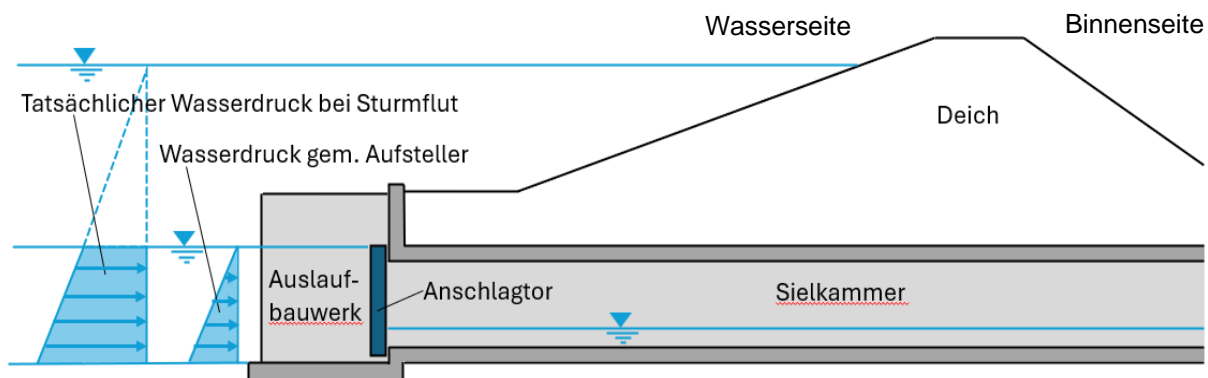 Wasserseite
Binnenseite
Tatsächlicher Wasserdruck bei Sturmflut
Deich
Wasserdruck gem. Aufsteller
Auslauf-
bauwerk
Anschlagtor
Sielkammer